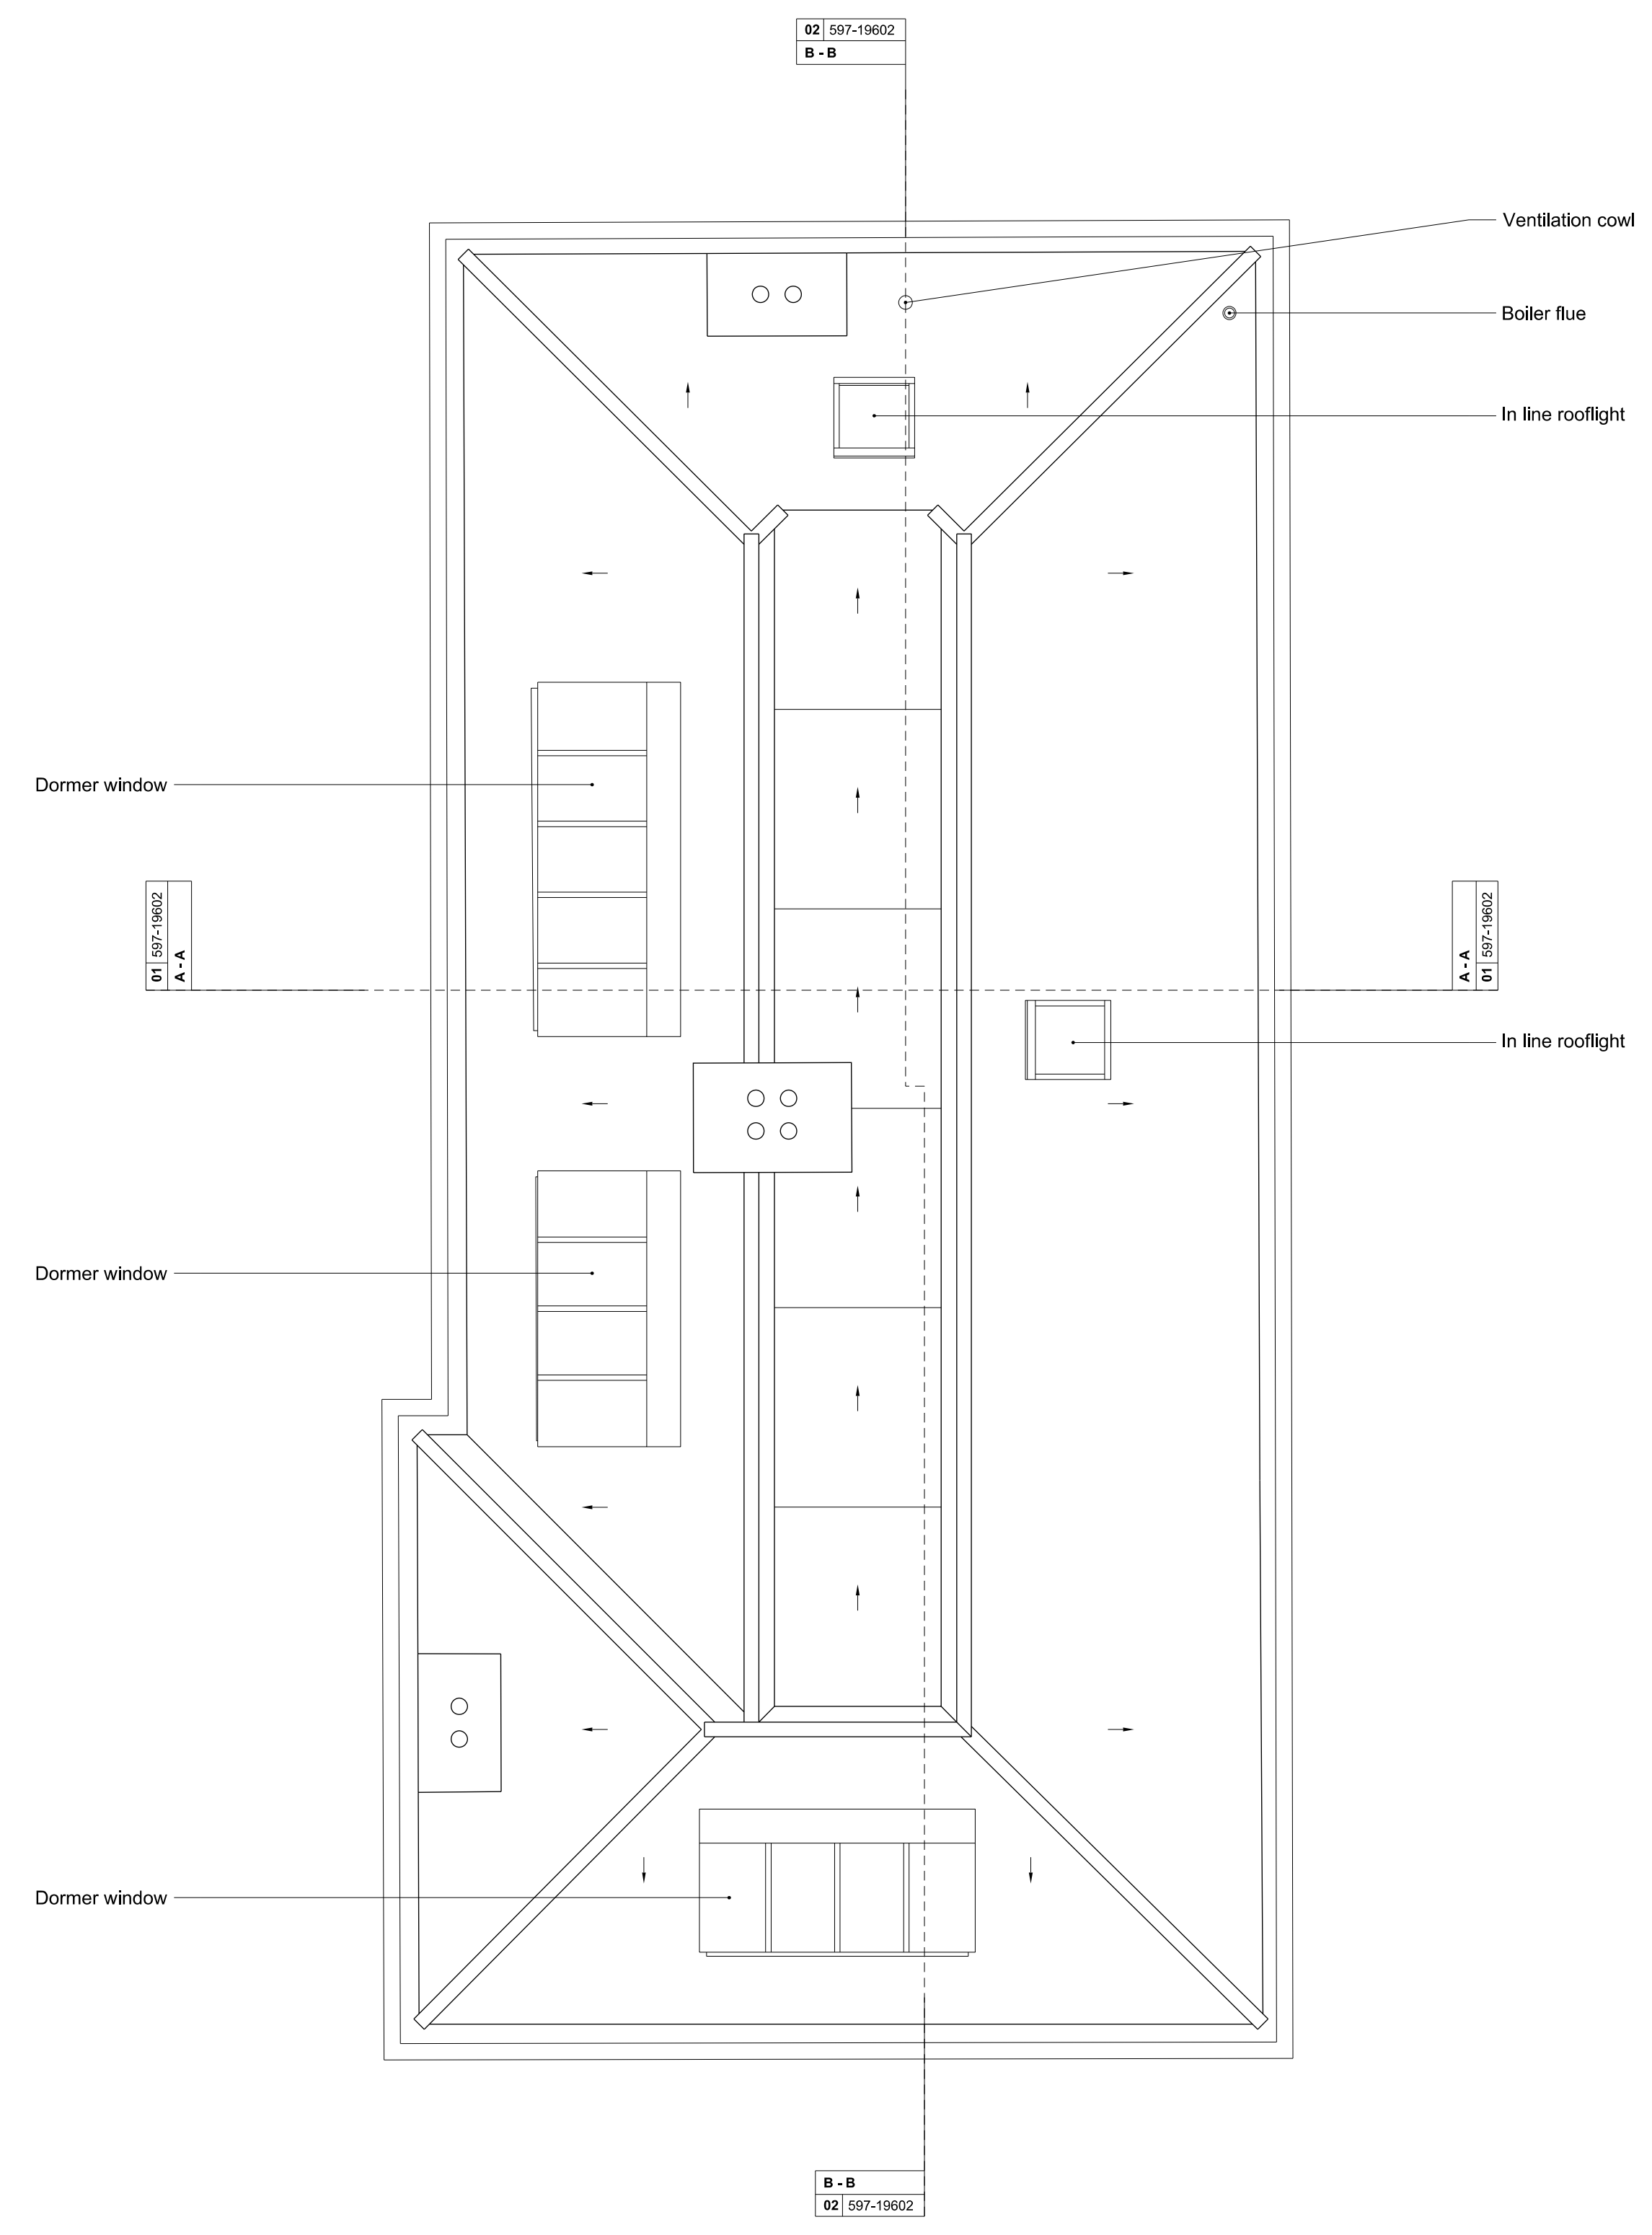 02 597-19602
B - B
Ventilation cowl
Boiler flue
In line rooflight
Dormer window
01 597-19602
A - A
A - A
01 597-19602
In line rooflight
Dormer window
Dormer window
B - B
02 597-19602